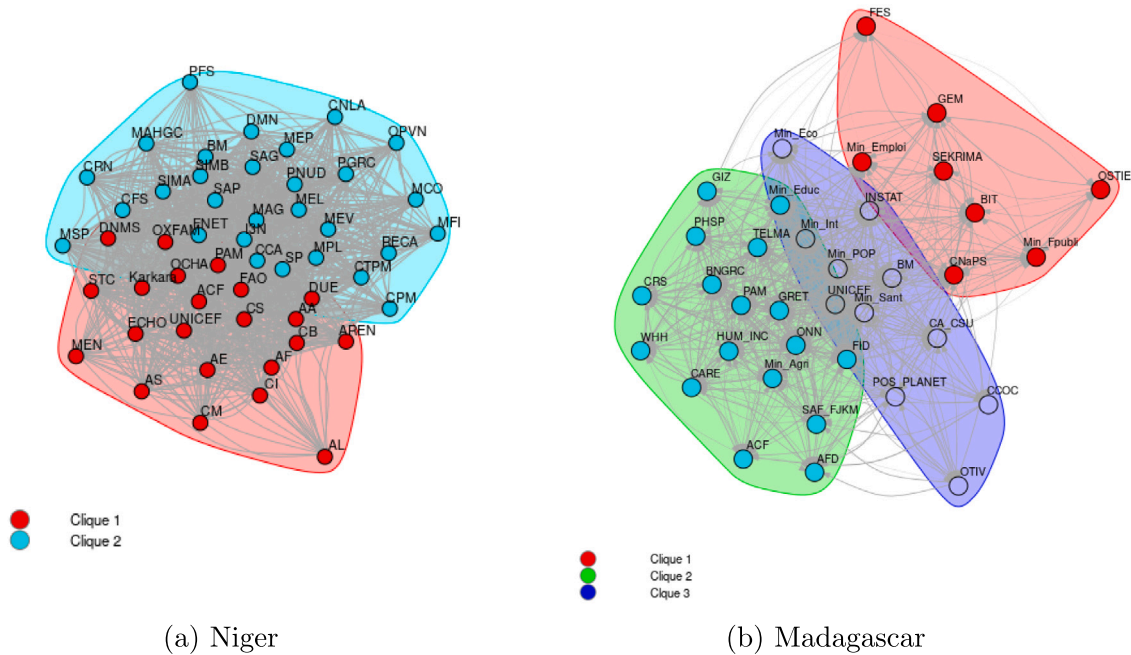 PFS
CNLA
MAHGC
DMN
OPVN
MEP
BM
SAG
PGRC
CRN
SIMB
PNUD
SIMA
SAP
MEL
MCO
CFS
MAG
DNMS
OXFAM
FNET
I3N
MEV
MFI
MSP
PAM
CCA
MPL
RECA
OCHA
SP
STC
Karkara
FAO
CTPM
ACF
DUE
CPM
ECHO
UNICEF
CS
AA
CB
APEN
MEN
AE
AF
AS
CI
CM
AL
Clique 1
Clique 2
(a) Niger
FES
GEM
Min_Eco
Min_Emploi
SEKRIMA
GIZ
Min_Educ
INSTAT
OSTIE
BIT
PHSP
TELMA
Min_Int
Min_Fpubli
Min_POP
BM
CNaPS
CRS
BNGRC
PAM
GRET
UNICEF
Min_Sant
CA_CSU
WHH
HUM_INC
ONN
FID
CARE
Min_Agri
POS_PLANET
CCOC
SAF_FJKM
ACF
AFD
OTIV
Clique 1
Clique 2
Clque 3
(b) Madagascar